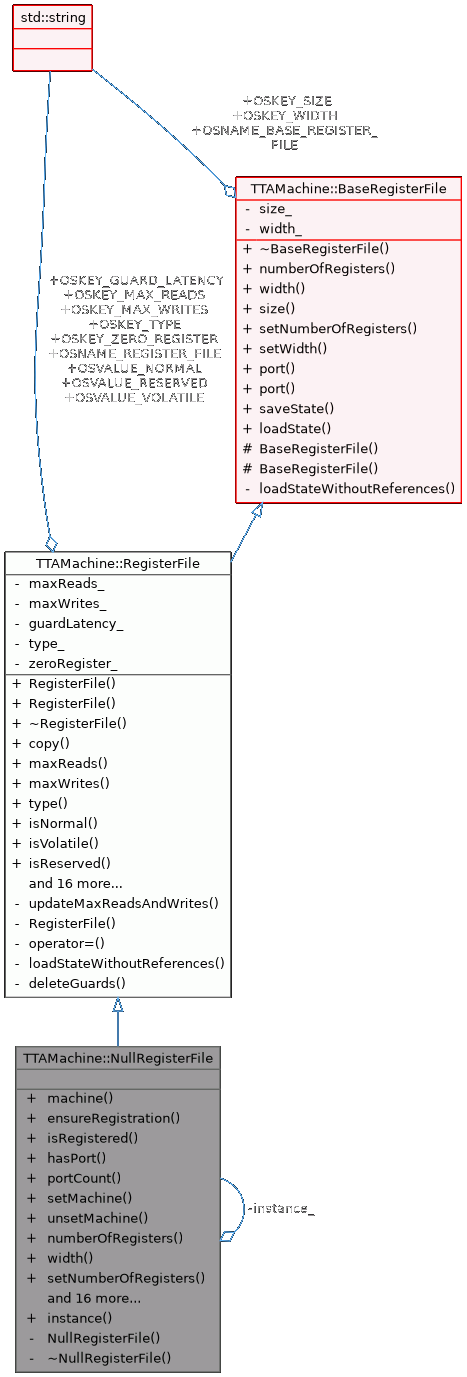 std::string
+OSKEY_SIZE
+OSKEY_WIDTH
+OSNAME_BASE_REGISTER_
FILE
TTAMachine::BaseRegisterFile
- size_
- width_
+ ~BaseRegisterFile()
+ numberOfRegisters()
+ width()
+ size()
+ setNumberOfRegisters()
+ setWidth()
+ port()
+ port()
+ saveState()
+ loadState()
# BaseRegisterFile()
# BaseRegisterFile()
- loadStateWithoutReferences()
+OSKEY_GUARD_LATENCY
+OSKEY_MAX_READS
+OSKEY_MAX_WRITES
+OSKEY_TYPE
+OSKEY_ZERO_REGISTER
+OSNAME_REGISTER_FILE
+OSVALUE_NORMAL
+OSVALUE_RESERVED
+OSVALUE_VOLATILE
TTAMachine::RegisterFile
- maxReads_
- maxWrites_
- guardLatency_
- type_
- zeroRegister_
+ RegisterFile()
+ RegisterFile()
+ ~RegisterFile()
+ copy()
+ maxReads()
+ maxWrites()
+ type()
+ isNormal()
+ isVolatile()
+ isReserved()
and 16 more...
- updateMaxReadsAndWrites()
- RegisterFile()
- operator=()
- loadStateWithoutReferences()
- deleteGuards()
TTAMachine::NullRegisterFile
+ machine()
+ ensureRegistration()
+ isRegistered()
+ hasPort()
+ portCount()
+ setMachine()
+ unsetMachine()
+ numberOfRegisters()
+ width()
+ setNumberOfRegisters()
and 16 more...
+ instance()
- NullRegisterFile()
- ~NullRegisterFile()
-instance_